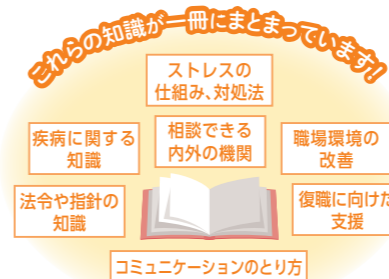 これらの知識が一冊にまとまっています!
ストレスの
仕組み、対処法
疾病に関する
知識
相談できる
内外の機関
職場環境の
改善
法令や指針の
知識
復職に向けた
支援
コミュニケーションのとり方